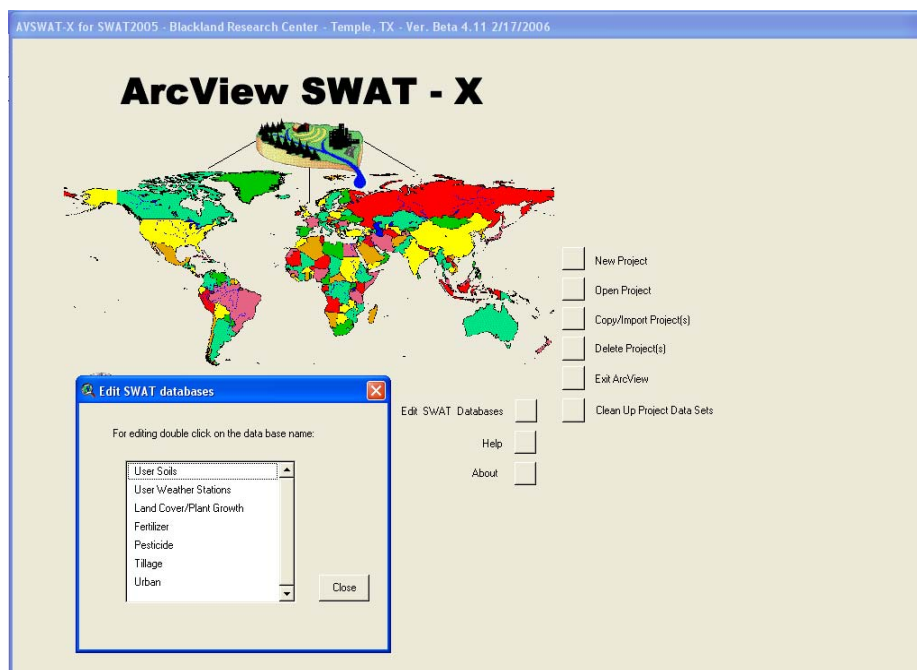 AVSWAT-X for SWAT2005 - Blackland Research Center - Temple, TX - Ver. Beta 4.11 2/17/2006
ArcView SWAT - X
New Project
Open Project
Copy/Import Project(s)
Delete Project(s)
Exit ArcView
Edit SWAT Databases
Clean Up Project Data Sets
Help
About
Edit SWAT databases
For editing double click on the data base name:
User Soils
User Weather Stations
Land Cover/Plant Growth
Fertilizer
Pesticide
Tillage
Urban
Close